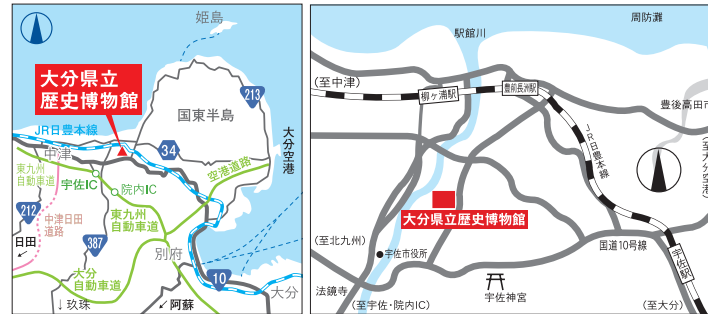 姫島
大分県立
歴史博物館
213
国東半島
大分空港
JR日豊本線
中津
34
東九州
自動車道
宇佐IC
院内IC
空港道路
212
中津日田
道路
東九州
自動車道
387
日田
別府
大分
自動車道
10
大分
玖珠
阿蘇
駅館川
周防灘
(至中津)
柳ヶ浦駅
豊前長洲駅
豊後高田市
JR日豊本線
(至大分空港)
大分県立歴史博物館
(至北九州)
宇佐市役所
国道10号線
宇佐駅
法鏡寺
(至宇佐・院内IC)
宇佐神宮
(至大分)